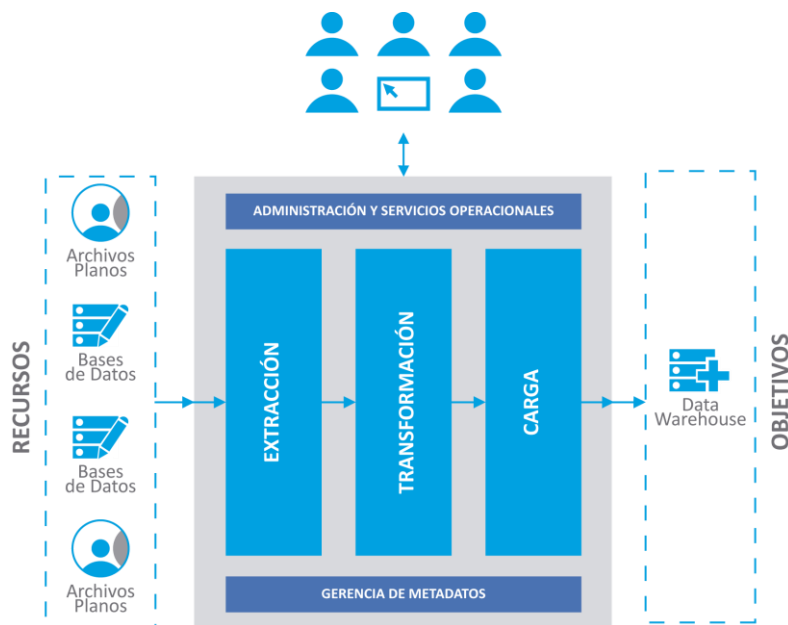 RECURSOS
Archivos
Planos
Bases
de Datos
Bases
de Datos
Archivos
Planos
ADMINISTRACIÓN Y SERVICIOS OPERACIONALES
EXTRACCIÓN
TRANSFORMACIÓN
CARGA
GERENCIA DE METADATOS
Data
Warehouse
OBJETIVOS